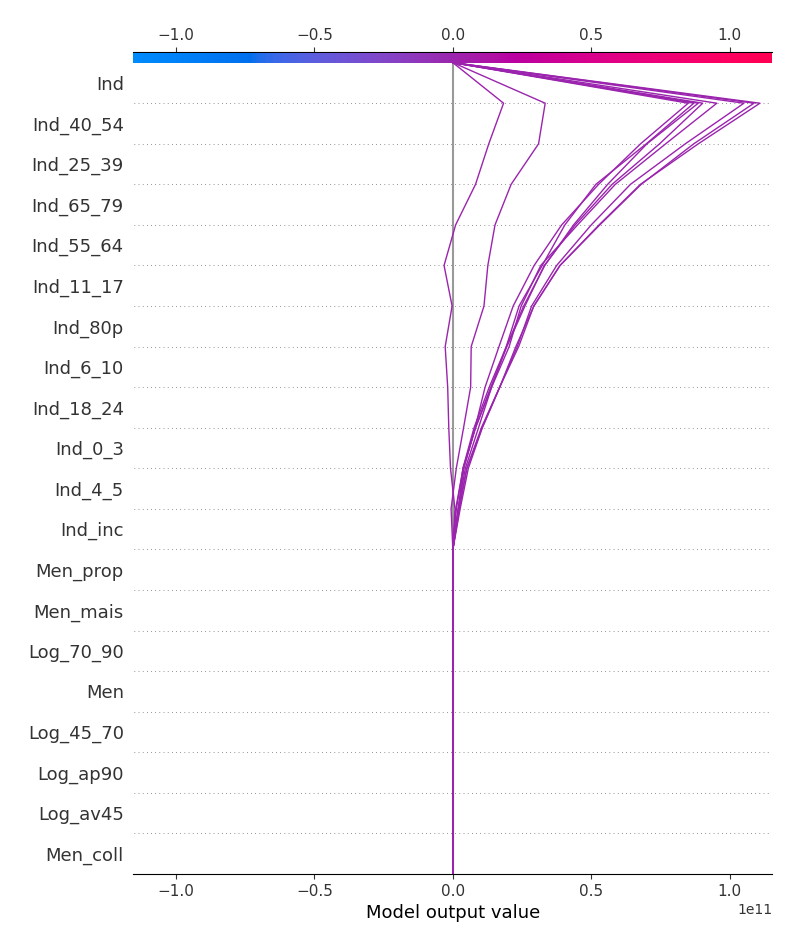 −1.0 −0.5 0.0 0.5 1.0
Ind
Ind_40_54
Ind_25_39
Ind_65_79
Ind_55_64
Ind_11_17
Ind_80p
Ind_6_10
Ind_18_24
Ind_0_3
Ind_4_5
Ind_inc
Men_prop
Men_mais
Log_70_90
Men
Log_45_70
Log_ap90
Log_av45
Men_coll
−1.0 −0.5 0.0 0.5 1.0
1e11
Model output value